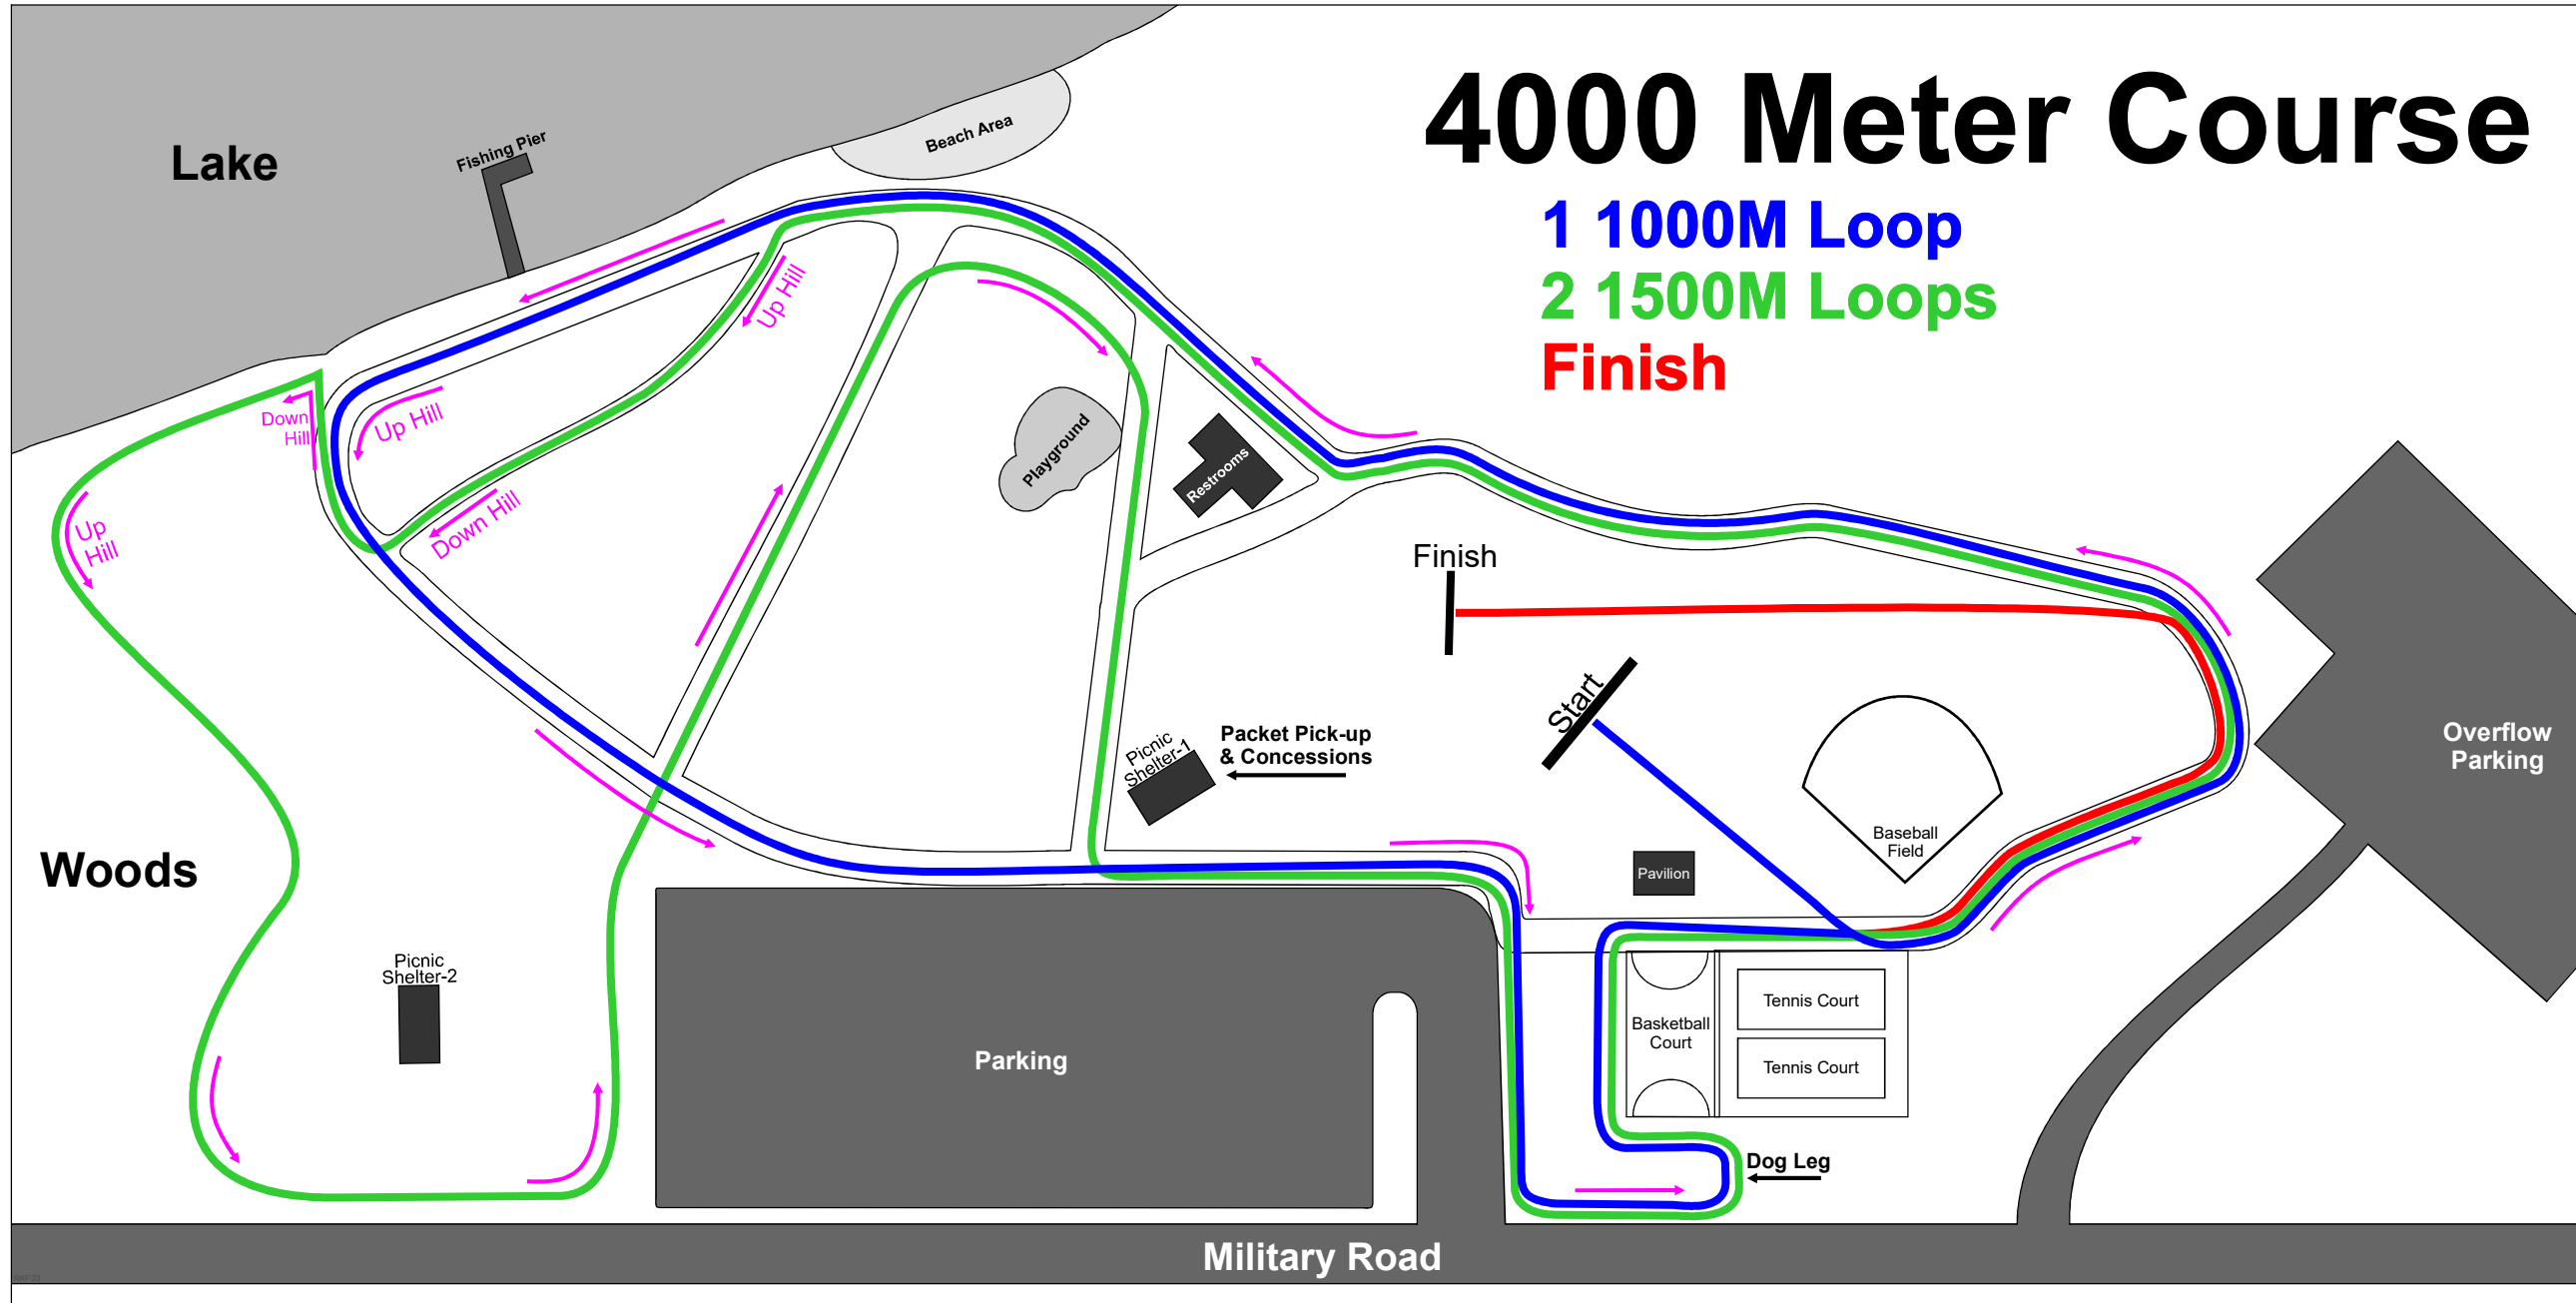 4000 Meter Course
1 1000M Loop
2 1500M Loops
Finish
Lake
Fishing Pier
Beach Area
Up Hill
Down
Hill
Up Hill
Up
Hill
Down Hill
Playground
Restrooms
Finish
Start
Overflow
Parking
Packet Pick-up
& Concessions
Picnic
Shelter-1
Baseball
Field
Pavilion
Woods
Picnic
Shelter-2
Parking
Basketball
Court
Tennis Court
Tennis Court
Dog Leg
Military Road